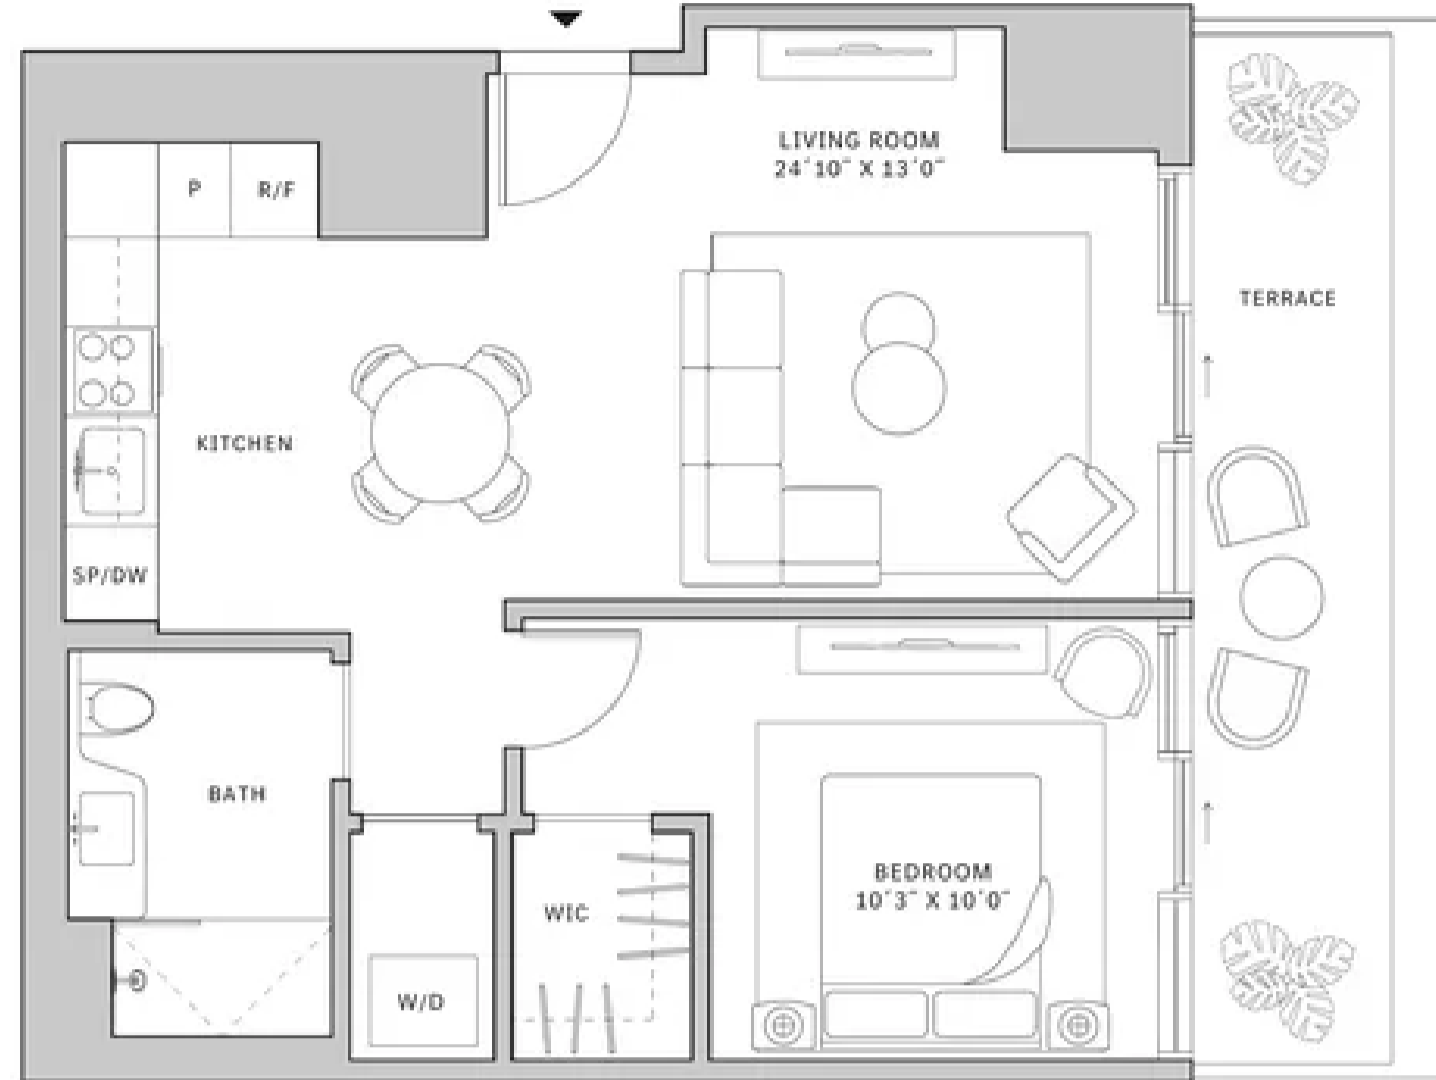 LIVING ROOM
24´10˝ X 13´0˝
P
R/F
TERRACE
KITCHEN
SP/DW
BATH
BEDROOM
10´3˝ X 10´0˝
WIC
W/D